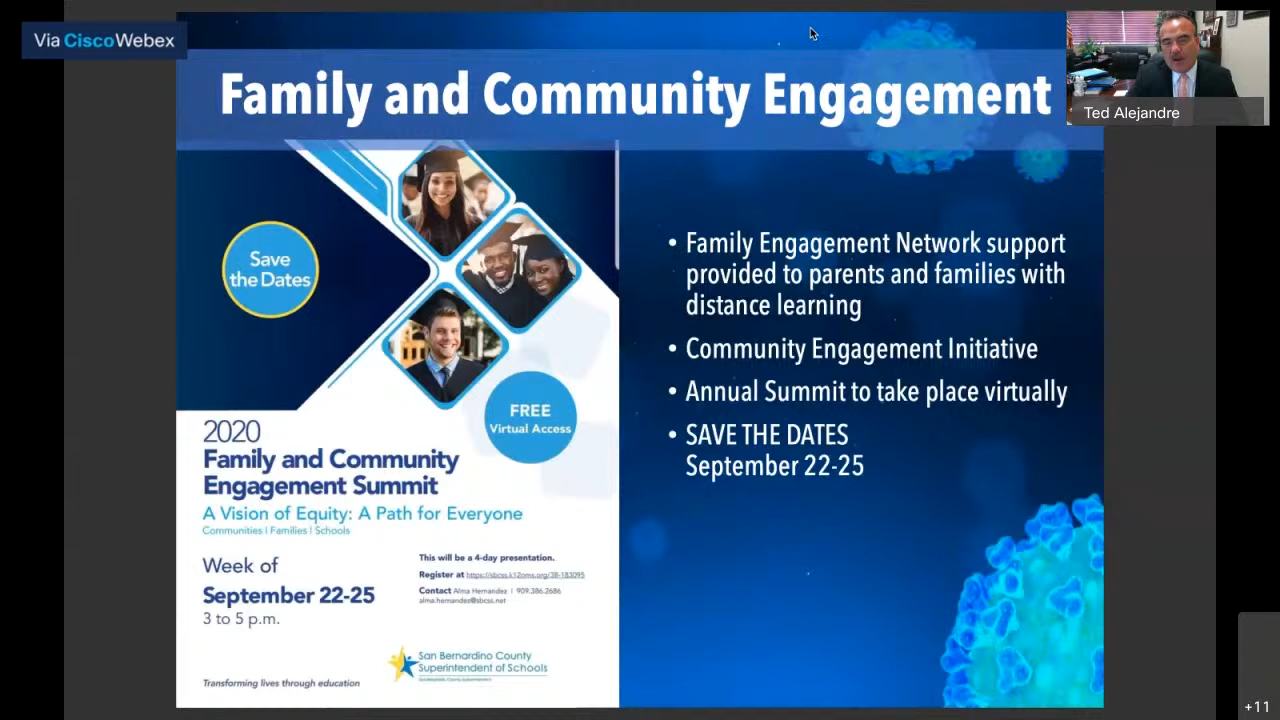 Via CiscoWebex
Family and Community Engagement
Ted Alejandre
Save
the Dates
FREE
Virtual Access
2020
Family and Community
Engagement Summit
A Vision of Equity: A Path for Everyone
Communities | Families | Schools
Week of
September 22-25
3 to 5 p.m.
This will be a 4-day presentation.
Register at https://sbcss.k12oms.org/38-183095
Contact Alma Hernandez | 909.386.2686
alma.hernandez@sbcss.net
San Bernardino County
Superintendent of Schools
Transforming lives through education
• Family Engagement Network support
provided to parents and families with
distance learning
• Community Engagement Initiative
• Annual Summit to take place virtually
• SAVE THE DATES
September 22-25
+11